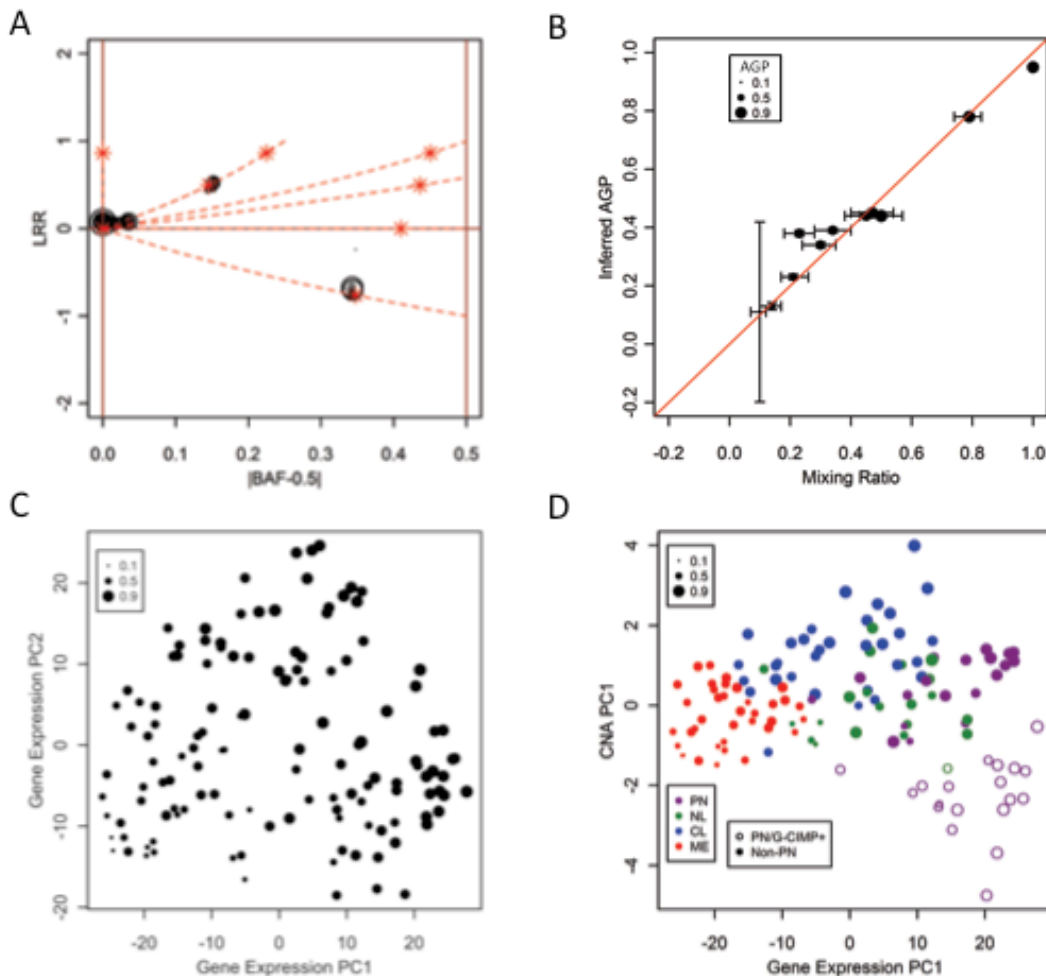 A
2
1
0
-1
-2
LRR
0.0 0.1 0.2 0.3 0.4 0.5
|BAF-0.5|
B
AGP
0.1
0.5
0.9
1.0
0.8
0.6
0.4
0.2
0.0
-0.2
Inferred AGP
-0.2 0.0 0.2 0.4 0.6 0.8 1.0
Mixing Ratio
C
0.1
0.5
0.9
20
10
0
-10
-20
Gene Expression PC2
-20 -10 0 10 20
Gene Expression PC1
D
0.1
0.5
0.9
4
2
0
-2
-4
CNA PC1
PN
NL
CL
ME
PN/G-CIMP+
Non-PN
-20 -10 0 10 20
Gene Expression PC1